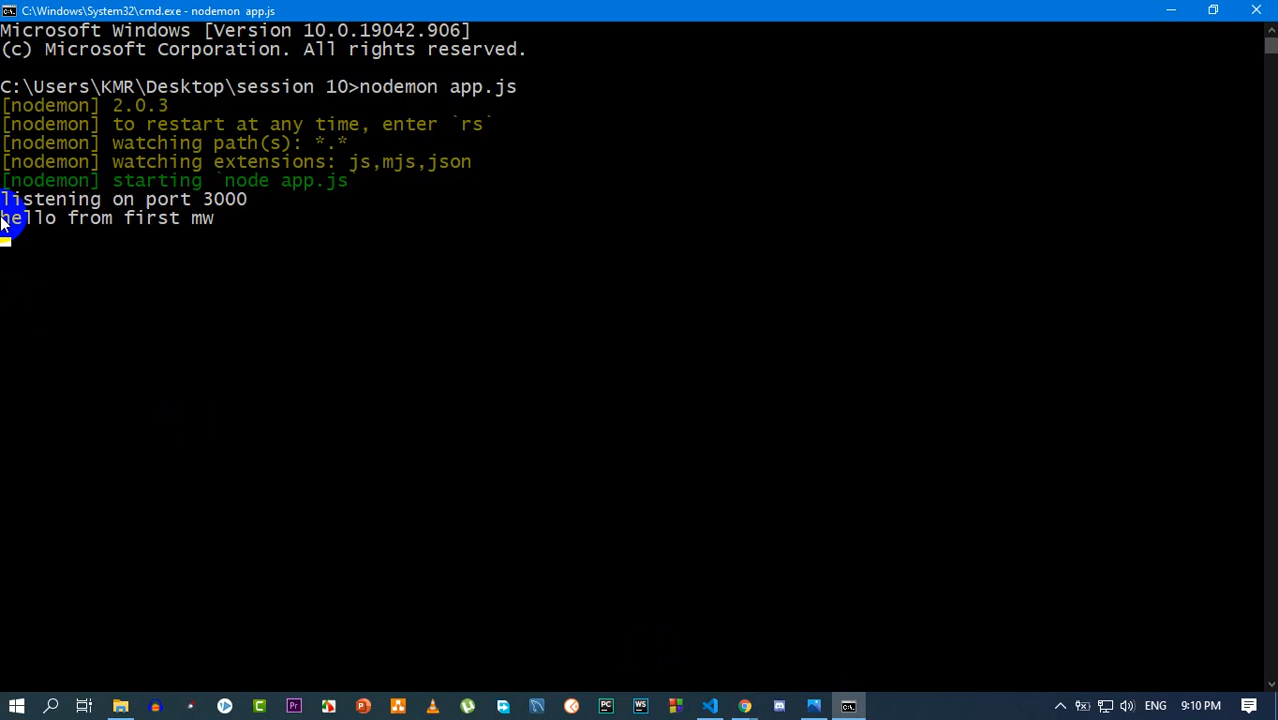 C:\Windows\System32\cmd.exe - nodemon app.js
Microsoft Windows [Version 10.0.19042.906]
(c) Microsoft Corporation. All rights reserved.
C:\Users\KMR\Desktop\session 10>nodemon app.js
[nodemon] 2.0.3
[nodemon] to restart at any time, enter `rs`
[nodemon] watching path(s): *.*
[nodemon] watching extensions: js,mjs,json
[nodemon] starting `node app.js`
listening on port 3000
hello from first mw
ENG 9:10 PM